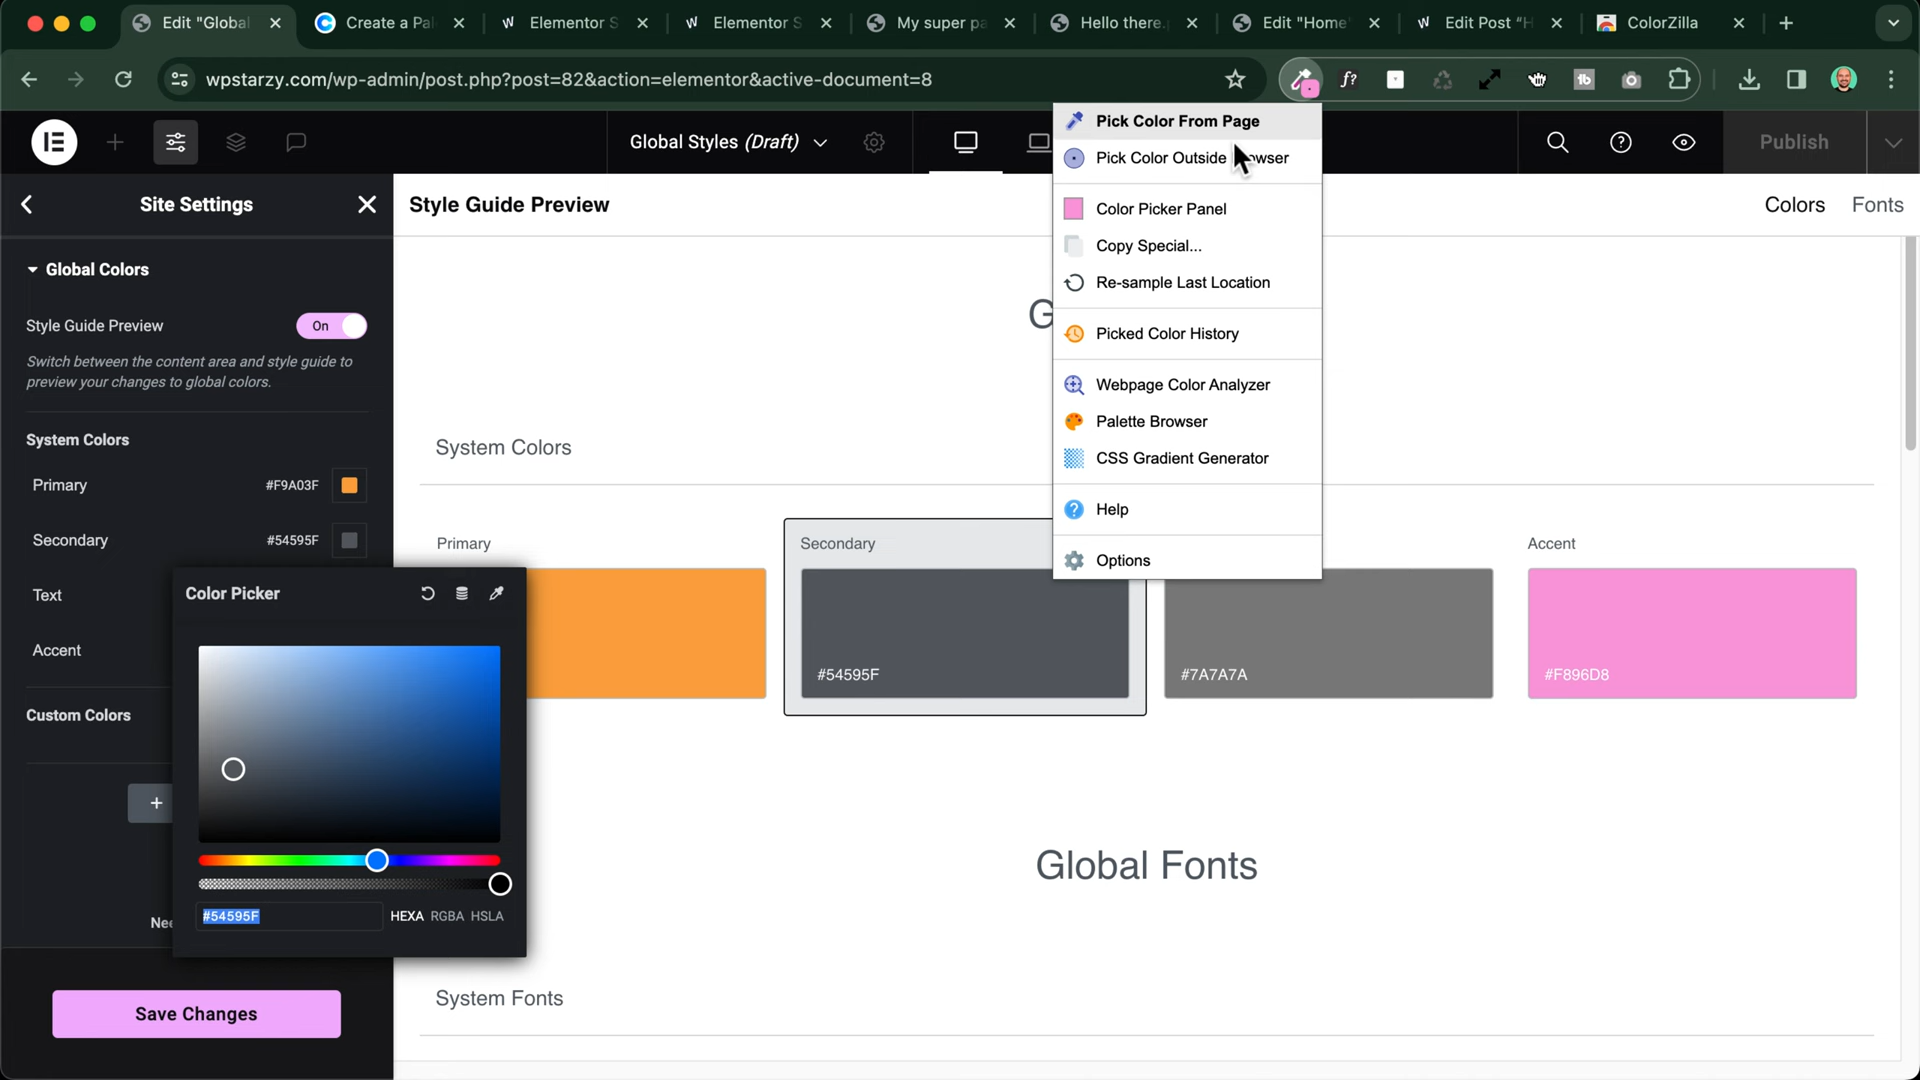 Edit "Global
Create a Pal
Elementor S
Elementor S
My super pa
Hello there.
Edit "Home"
Edit Post "H
ColorZilla
wpstarzy.com/wp-admin/post.php?post=82&action=elementor&active-document=8
f?
tb
Global Styles (Draft)
Publish
Site Settings
Style Guide Preview
Colors
Fonts
Pick Color From Page
Pick Color Outside
wser
Color Picker Panel
Copy Special...
Re-sample Last Location
Picked Color History
Webpage Color Analyzer
Palette Browser
CSS Gradient Generator
Help
Options
Global Colors
Style Guide Preview
On
Switch between the content area and style guide to
preview your changes to global colors.
System Colors
Primary
#F9A03F
Secondary
#54595F
Text
Accent
Custom Colors
Nee
Save Changes
Color Picker
#54595F
HEXA
RGBA
HSLA
G
System Colors
Primary
Secondary
#54595F
#7A7A7A
Accent
#F896D8
Global Fonts
System Fonts